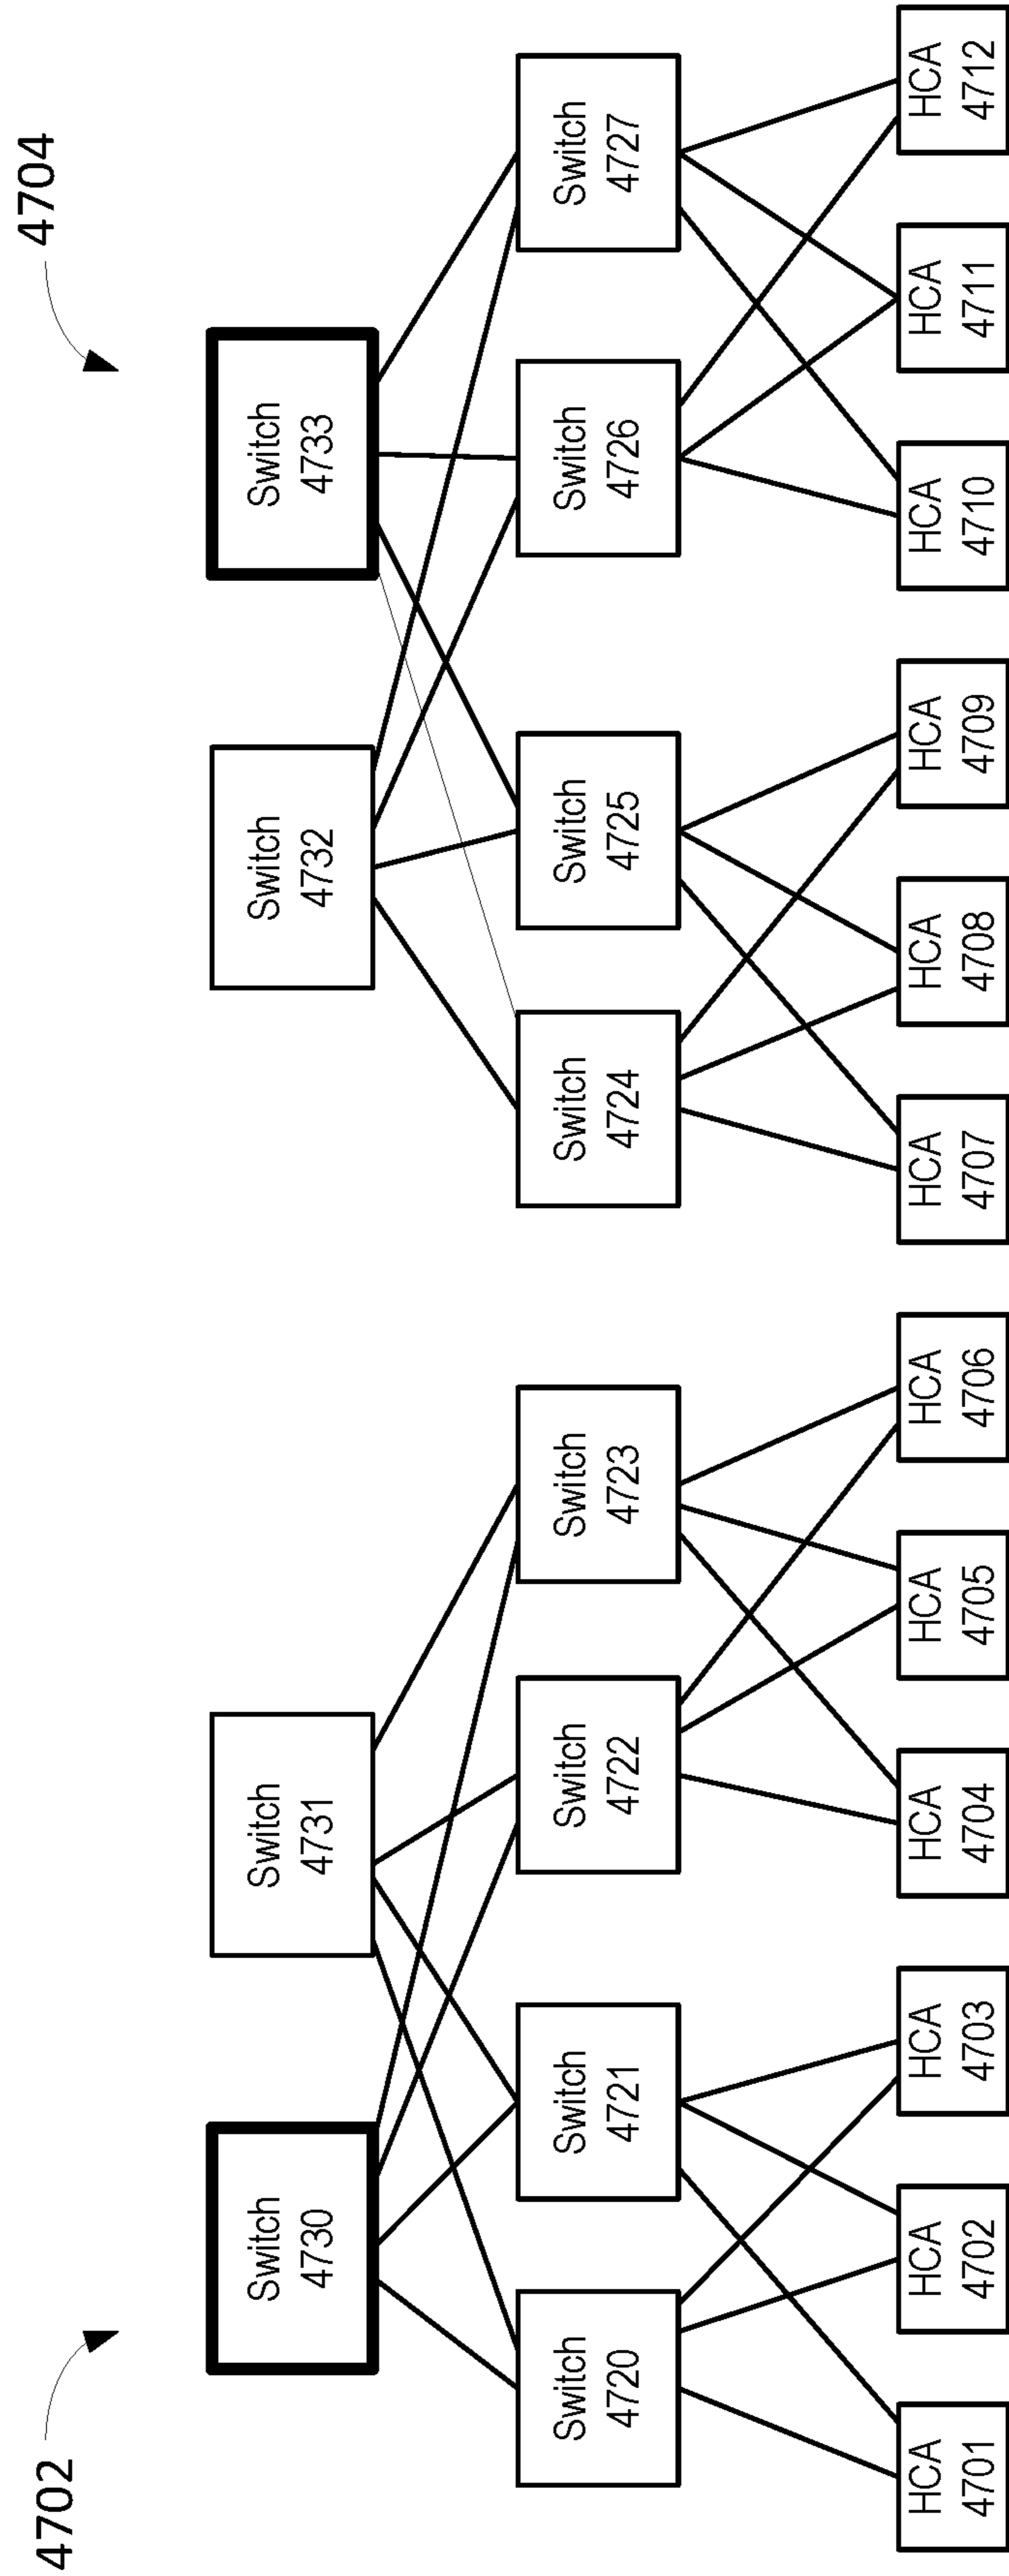 4702
4704
Switch
4730
Switch
4731
Switch
4732
Switch
4733
Switch
4720
Switch
4721
Switch
4722
Switch
4723
Switch
4724
Switch
4725
Switch
4726
Switch
4727
HCA
4701
HCA
4702
HCA
4703
HCA
4704
HCA
4705
HCA
4706
HCA
4707
HCA
4708
HCA
4709
HCA
4710
HCA
4711
HCA
4712